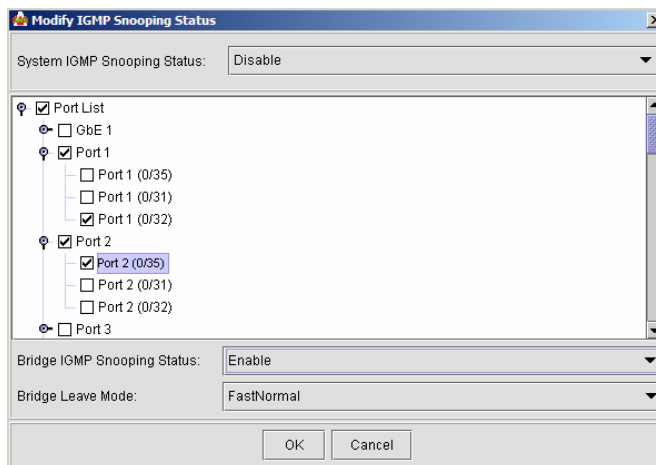 Modify IGMP Snooping Status
System IGMP Snooping Status: Disable
Port List
GbE 1
Port 1
Port 1 (0/35)
Port 1 (0/31)
Port 1 (0/32)
Port 2
Port 2 (0/35)
Port 2 (0/31)
Port 2 (0/32)
Port 3
Bridge IGMP Snooping Status: Enable
Bridge Leave Mode: FastNormal
OK Cancel